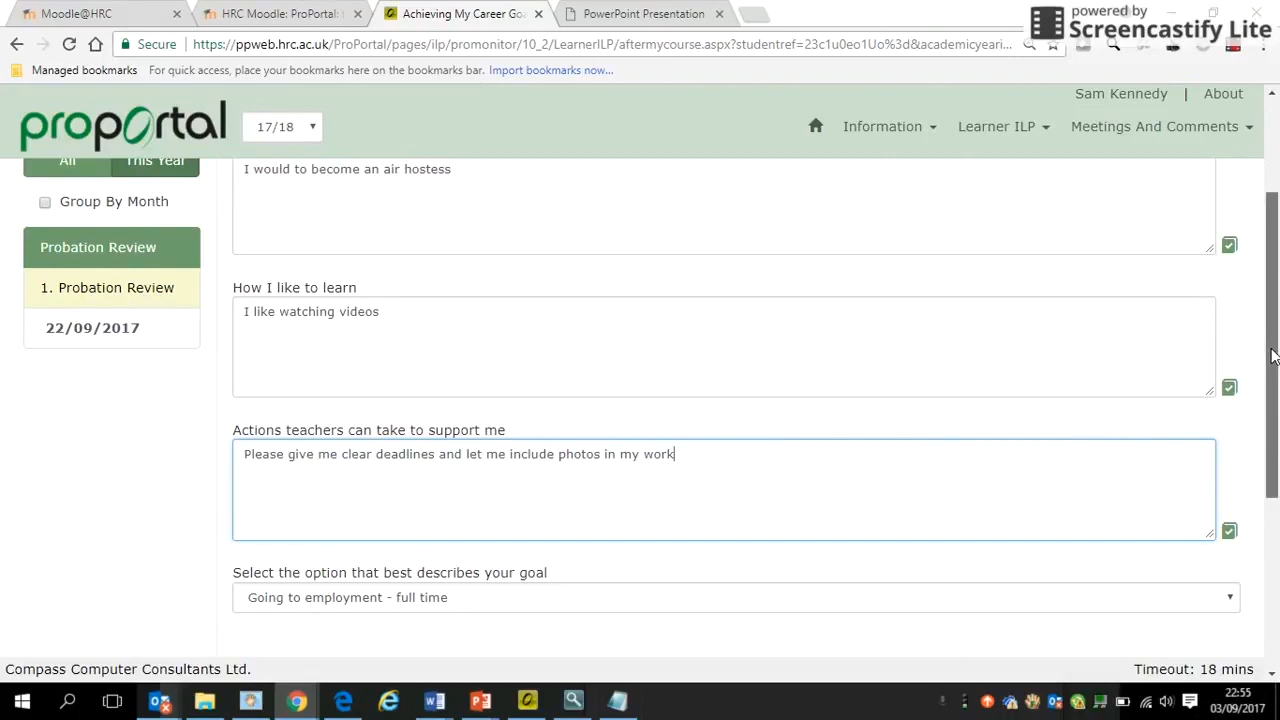 Moodle@HRC
HRC Moodle: ProPortal:
Achieving My Career Goa
PowerPoint Presentation
powered by
Screencastify Lite
Secure
https://ppweb.hrc.ac.uk/ProPortal/pages/ilp/promonitor/10_2/LearnerILP/aftermycourse.aspx?studentref=23c1u0eo1Uo%3d&academicyeari...
Managed bookmarks
For quick access, place your bookmarks here on the bookmarks bar. Import bookmarks now...
Sam Kennedy | About
proportal
17/18
Information
Learner ILP
Meetings And Comments
All
This Year
Group By Month
Probation Review
1. Probation Review
22/09/2017
I would to become an air hostess
How I like to learn
I like watching videos
Actions teachers can take to support me
Please give me clear deadlines and let me include photos in my work
Select the option that best describes your goal
Going to employment - full time
Compass Computer Consultants Ltd.
Timeout: 18 mins
22:55
03/09/2017